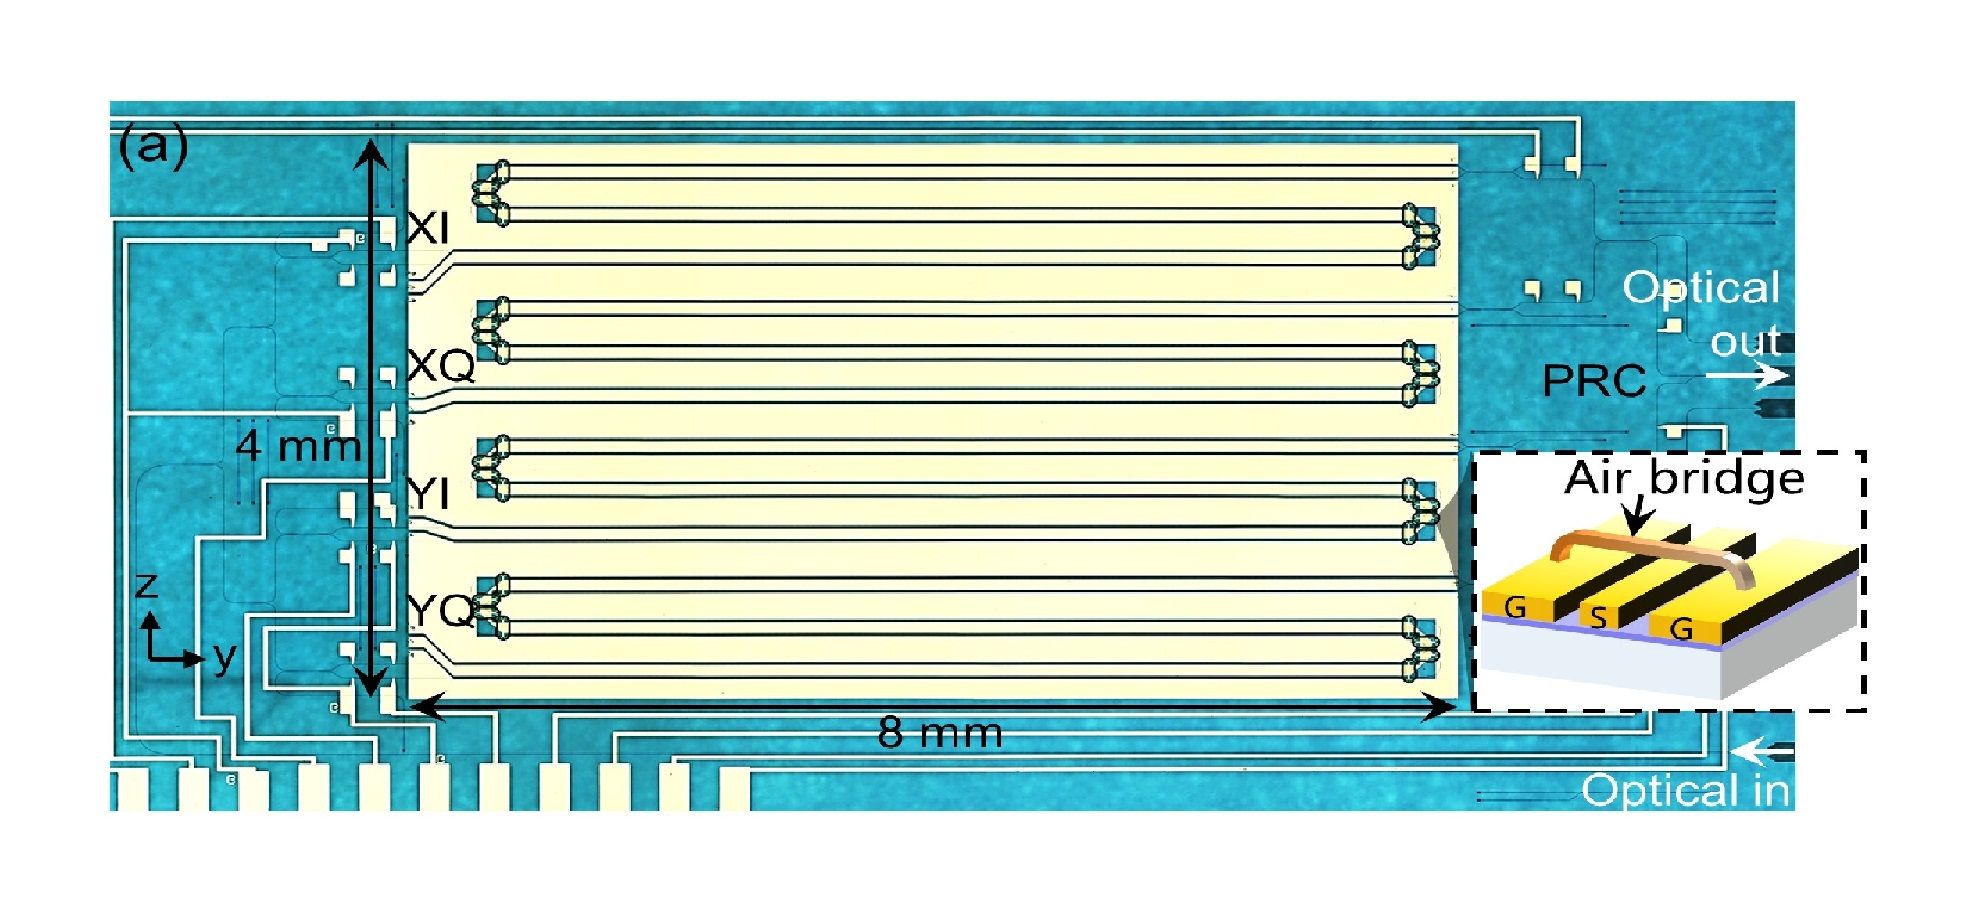 (a)
XI
Optical
out
XQ
PRC
4 mm
YI
Air bridge
z
YQ
G
S
G
y
8 mm
Optical in